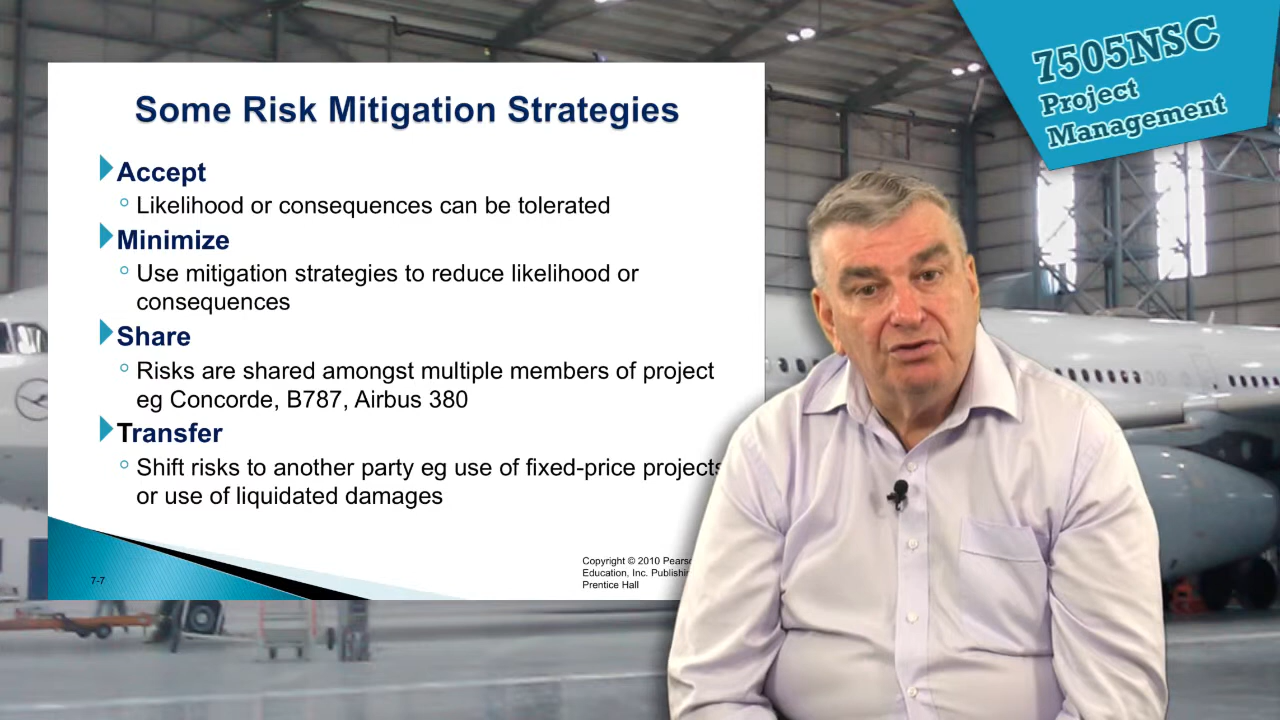 7505NSC
Project
Management
Some Risk Mitigation Strategies
Accept
Likelihood or consequences can be tolerated
Minimize
Use mitigation strategies to reduce likelihood or
consequences
Share
Risks are shared amongst multiple members of project
eg Concorde, B787, Airbus 380
Transfer
Shift risks to another party eg use of fixed-price projects
or use of liquidated damages
7-7
Copyright © 2010
Education, Inc.
Prentice Hall